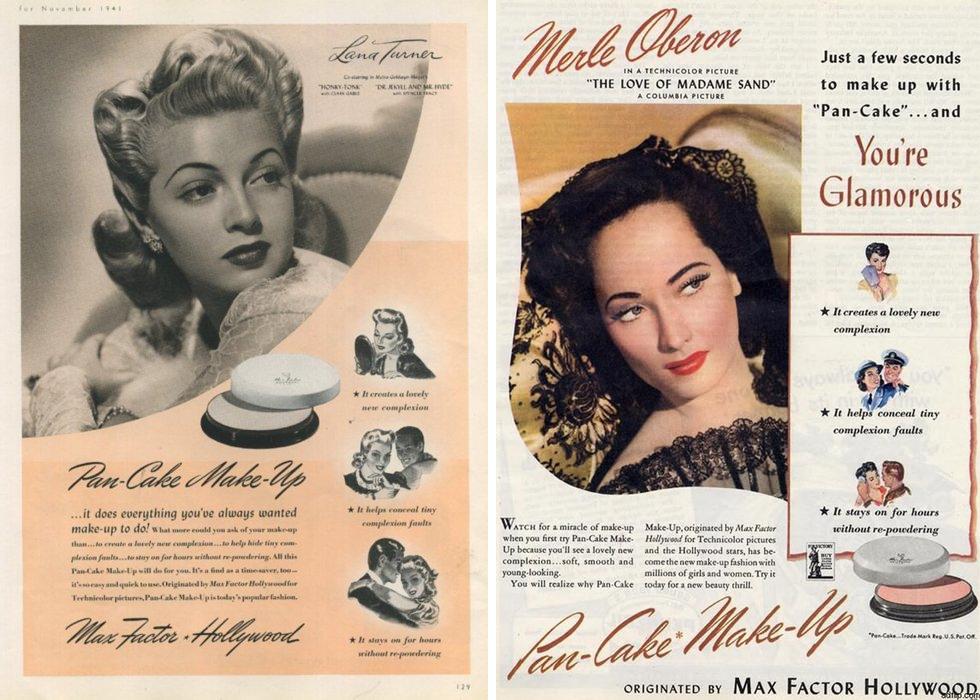 for November 1941
Lana Turner
Co-starring in Metro-Goldwyn-Mayer's
"HONKY-TONK" "DR. JEKYLL AND MR. HYDE"
with CLARK GABLE with SPENCER TRACY
★ It creates a lovely
new complexion
★ It helps conceal tiny
complexion faults
★ It stays on for hours
without re-powdering
Pan-Cake Make-Up
...it does everything you've always wanted
make-up to do! What more could you ask of your make-up
than...to create a lovely new complexion...to help hide tiny com-
plexion faults...to stay on for hours without re-powdering. All this
Pan-Cake Make-Up will do for you. It's a find as a time-saver, too...
it's so easy and quick to use. Originated by Max Factor Hollywood for
Technicolor pictures, Pan-Cake Make-Up is today's popular fashion.
Max Factor ★ Hollywood
129
Merle Oberon
IN A TECHNICOLOR PICTURE
"THE LOVE OF MADAME SAND"
A COLUMBIA PICTURE
Just a few seconds
to make up with
"Pan-Cake"...and
You're
Glamorous
★ It creates a lovely new
complexion
★ It helps conceal tiny
complexion faults
★ It stays on for hours
without re-powdering
WATCH for a miracle of make-up
when you first try Pan-Cake Make-
Up because you'll see a lovely new
complexion...soft, smooth and
young-looking.
You will realize why Pan-Cake
Make-Up, originated by Max Factor
Hollywood for Technicolor pictures
and the Hollywood stars, has be-
come the new make-up fashion with
millions of girls and women. Try it
today for a new beauty thrill.
FOR VICTORY
BUY
Pan-Cake* Make-Up
*Pan-Cake...Trade Mark Reg. U.S. Pat. Off.
ORIGINATED BY MAX FACTOR HOLLYWOOD